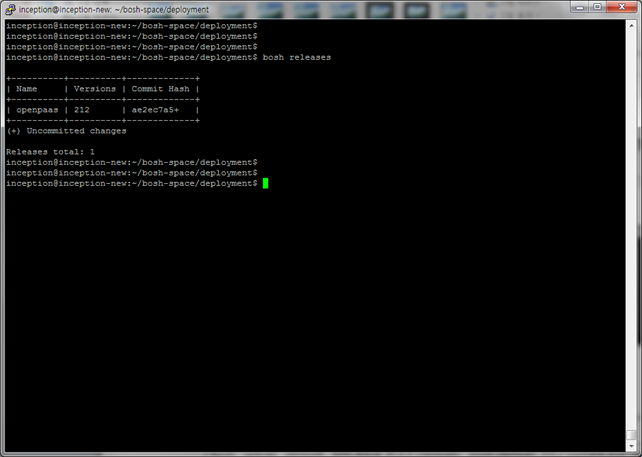 inception@inception-new: ~/bosh-space/deployment
inception@inception-new:~/bosh-space/deployment$
inception@inception-new:~/bosh-space/deployment$
inception@inception-new:~/bosh-space/deployment$
inception@inception-new:~/bosh-space/deployment$ bosh releases
+----------+----------+-------------+
| Name     | Versions | Commit Hash |
+----------+----------+-------------+
| openpaas | 212      | ae2ec7a5+   |
+----------+----------+-------------+
(+) Uncommitted changes
Releases total: 1
inception@inception-new:~/bosh-space/deployment$
inception@inception-new:~/bosh-space/deployment$
inception@inception-new:~/bosh-space/deployment$